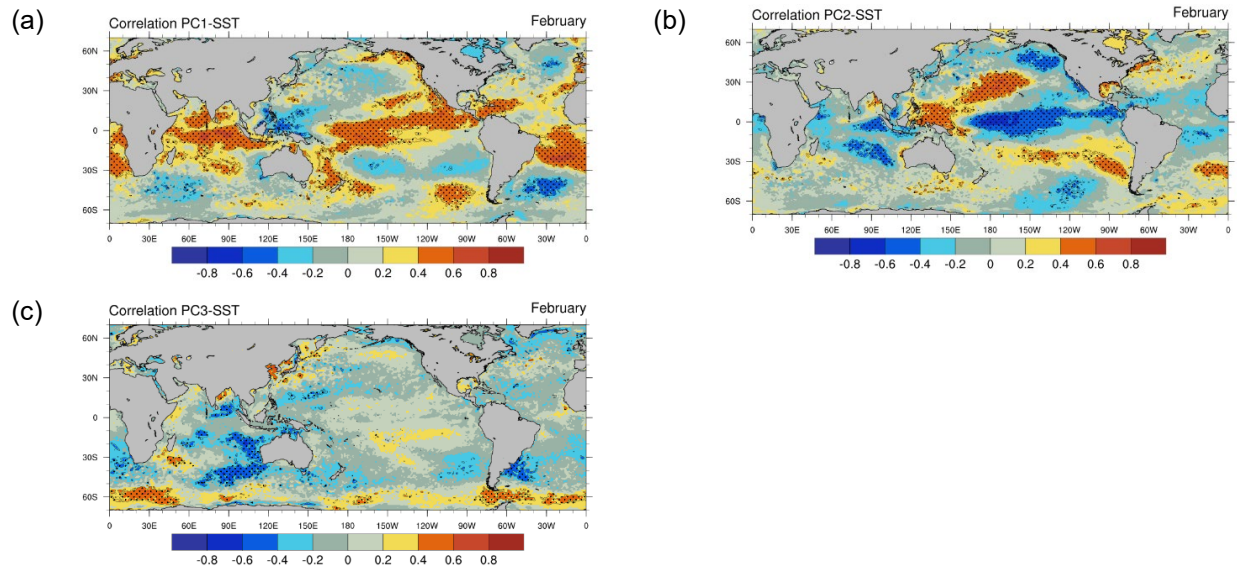 (a)
Correlation PC1-SST February
60N
30N
0
30S
60S
0 30E 60E 90E 120E 150E 180 150W 120W 90W 60W 30W 0
-0.8 -0.6 -0.4 -0.2 0 0.2 0.4 0.6 0.8
(b)
Correlation PC2-SST February
60N
30N
0
30S
60S
0 30E 60E 90E 120E 150E 180 150W 120W 90W 60W 30W 0
-0.8 -0.6 -0.4 -0.2 0 0.2 0.4 0.6 0.8
(c)
Correlation PC3-SST February
60N
30N
0
30S
60S
0 30E 60E 90E 120E 150E 180 150W 120W 90W 60W 30W 0
-0.8 -0.6 -0.4 -0.2 0 0.2 0.4 0.6 0.8